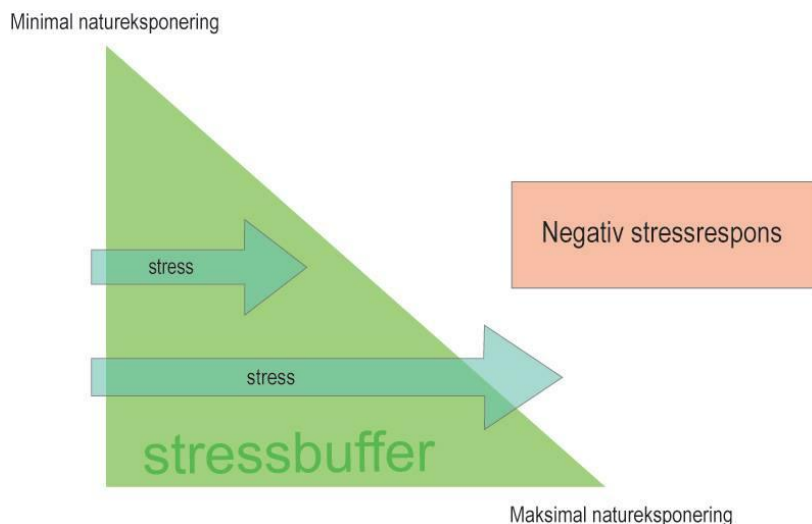 Minimal natureksponering
Negativ stressrespons
stress
stress
stressbuffer
Maksimal natureksponering